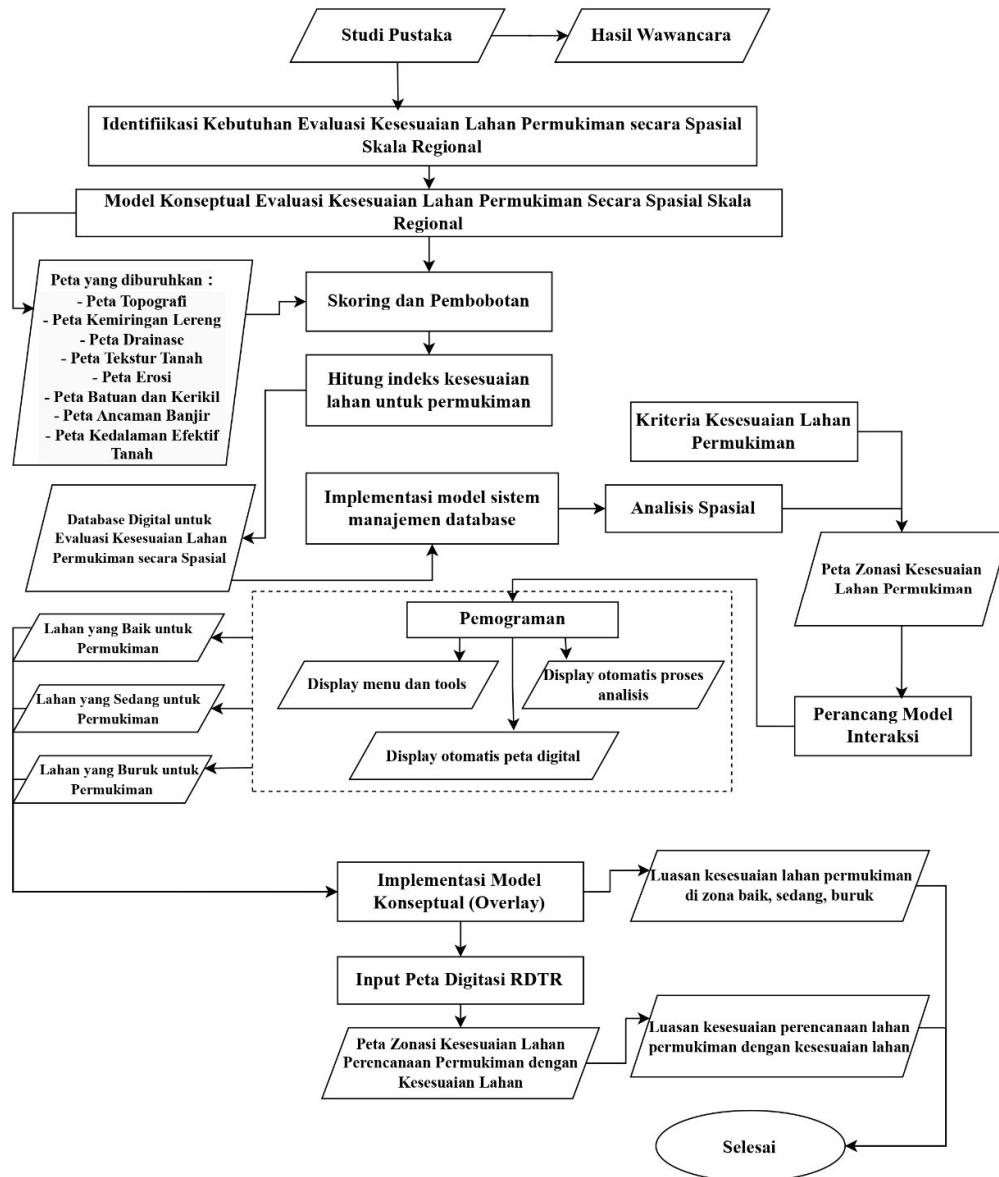 Studi Pustaka
Hasil Wawancara
Identifiikasi Kebutuhan Evaluasi Kesesuaian Lahan Permukiman secara Spasial
Skala Regional
Model Konseptual Evaluasi Kesesuaian Lahan Permukiman Secara Spasial Skala
Regional
Peta yang diburuhkan :
- Peta Topografi
- Peta Kemiringan Lereng
- Peta Drainase
- Peta Tekstur Tanah
- Peta Erosi
- Peta Batuan dan Kerikil
- Peta Ancaman Banjir
- Peta Kedalaman Efektif
Tanah
Skoring dan Pembobotan
Hitung indeks kesesuaian
lahan untuk permukiman
Kriteria Kesesuaian Lahan
Permukiman
Database Digital untuk
Evaluasi Kesesuaian Lahan
Permukiman secara Spasial
Implementasi model sistem
manajemen database
Analisis Spasial
Peta Zonasi Kesesuaian
Lahan Permukiman
Perancang Model
Interaksi
Pemograman
Display menu dan tools
Display otomatis proses
analisis
Display otomatis peta digital
Lahan yang Baik untuk
Permukiman
Lahan yang Sedang untuk
Permukiman
Lahan yang Buruk untuk
Permukiman
Implementasi Model
Konseptual (Overlay)
Luasan kesesuaian lahan permukiman
di zona baik, sedang, buruk
Input Peta Digitasi RDTR
Peta Zonasi Kesesuaian Lahan
Perencanaan Permukiman dengan
Kesesuaian Lahan
Luasan kesesuaian perencanaan lahan
permukiman dengan kesesuaian lahan
Selesai